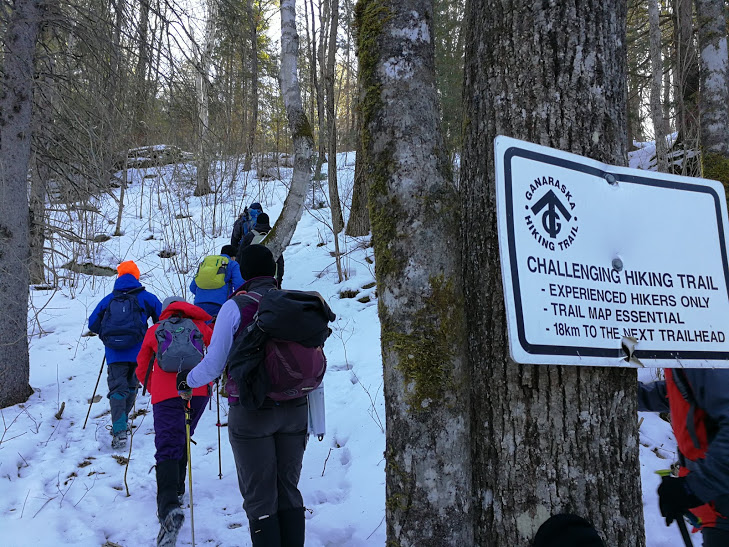 GANARASKA
HIKING TRAIL
CHALLENGING HIKING TRAIL
- EXPERIENCED HIKERS ONLY
- TRAIL MAP ESSENTIAL
- 18km TO THE NEXT TRAILHEAD